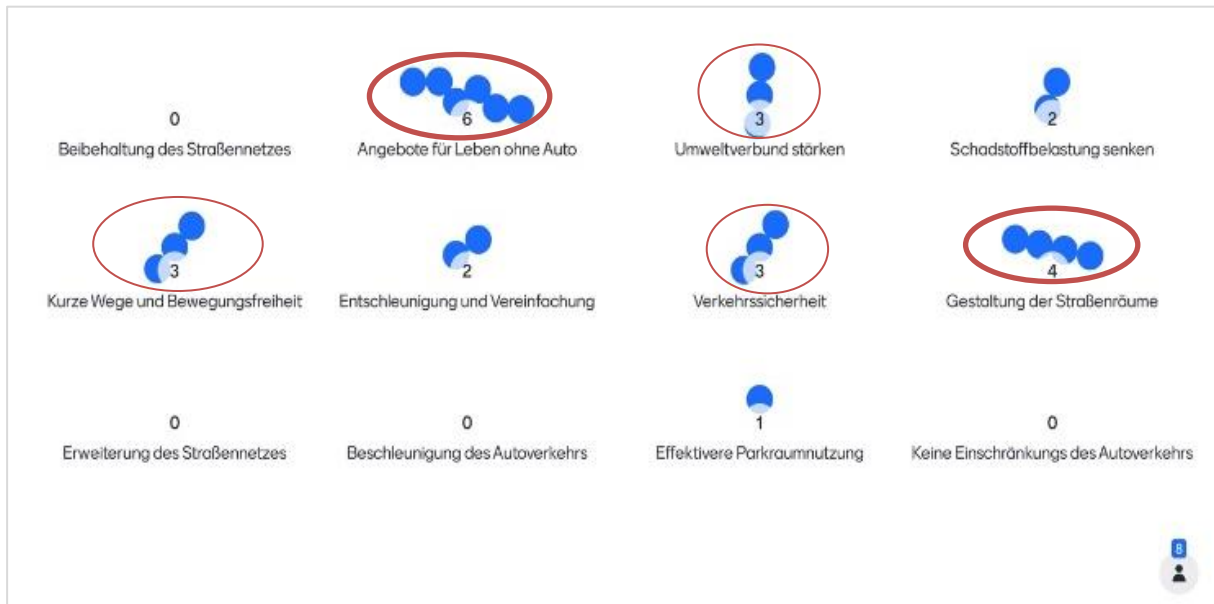 0
Beibehaltung des Straßennetzes
6
Angebote für Leben ohne Auto
3
Umweltverbund stärken
2
Schadstoffbelastung senken
3
Kurze Wege und Bewegungsfreiheit
2
Entschleunigung und Vereinfachung
3
Verkehrssicherheit
4
Gestaltung der Straßenräume
0
Erweiterung des Straßennetzes
0
Beschleunigung des Autoverkehrs
1
Effektivere Parkraumnutzung
0
Keine Einschränkungs des Autoverkehrs
8